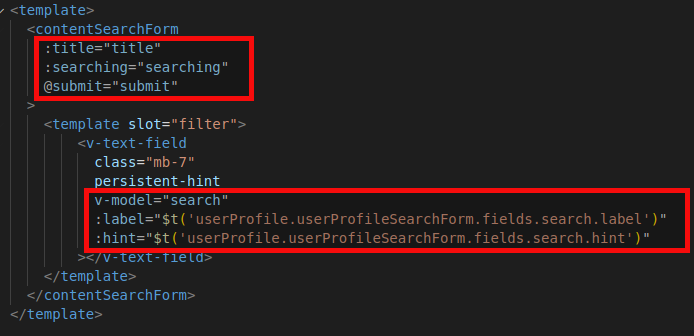 <template>
<contentSearchForm
:title="title"
:searching="searching"
@submit="submit"
>
<template slot="filter">
<v-text-field
class="mb-7"
persistent-hint
v-model="search"
:label="$t('userProfile.userProfileSearchForm.fields.search.label')"
:hint="$t('userProfile.userProfileSearchForm.fields.search.hint')"
></v-text-field>
</template>
</contentSearchForm>
</template>